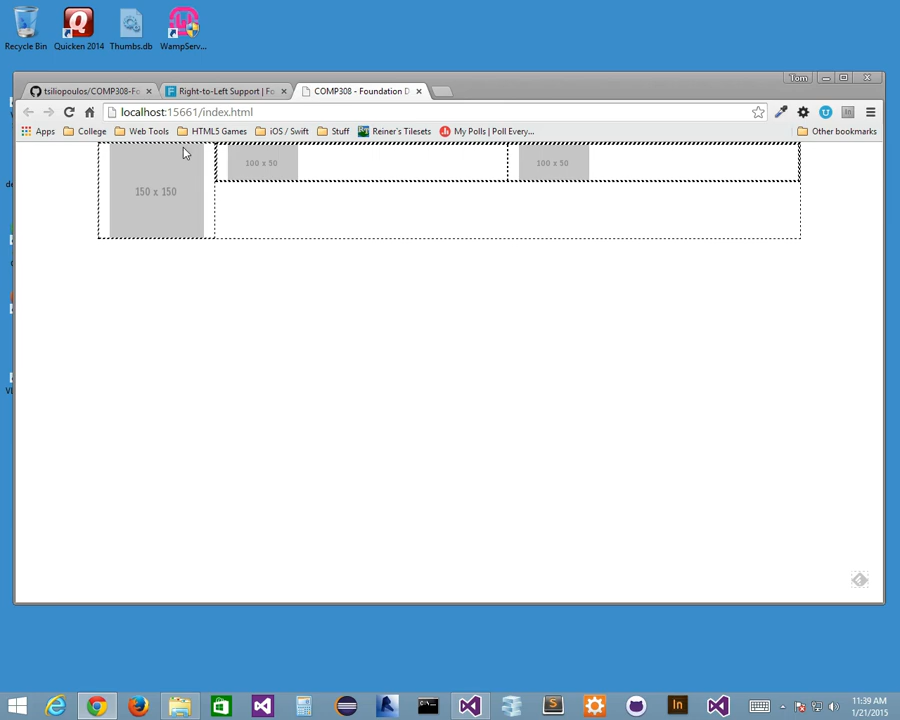 Recycle Bin
Quicken 2014
Thumbs.db
WampServ...
Tom
tsiliopoulos/COMP308-Fo
Right-to-Left Support | Fo
COMP308 - Foundation D
localhost:15661/index.html
Apps
College
Web Tools
HTML5 Games
iOS / Swift
Stuff
Reiner's Tilesets
My Polls | Poll Every...
Other bookmarks
150 x 150
100 x 50
100 x 50
11:39 AM
1/21/2015